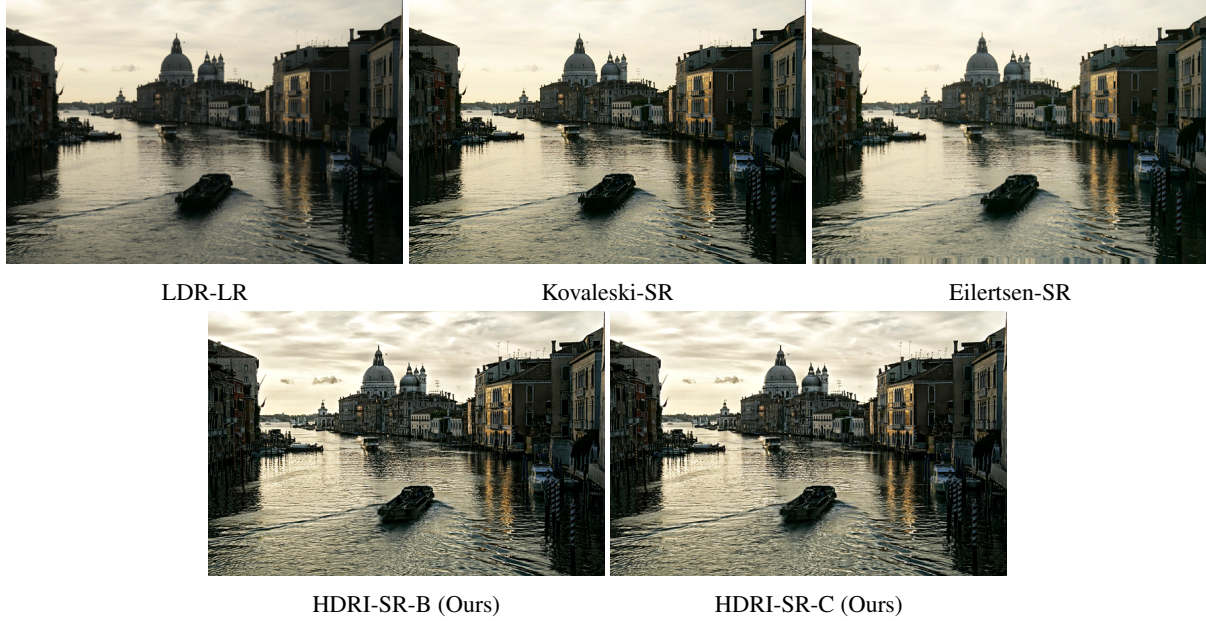 LDR-LR
Kovaleski-SR
Eilertsen-SR
HDRI-SR-B (Ours)
HDRI-SR-C (Ours)